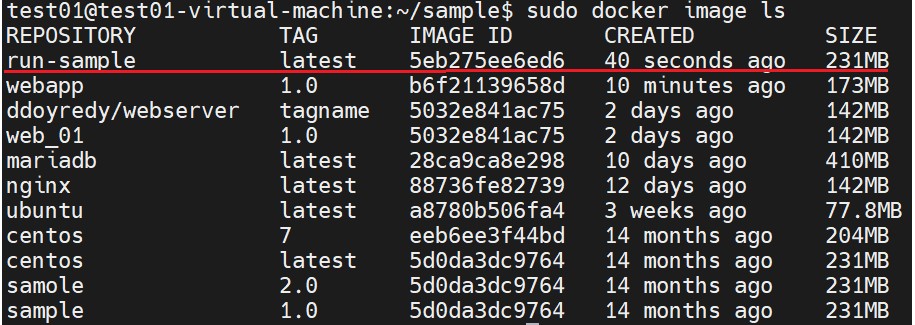 test01@test01-virtual-machine:~/sample$ sudo docker image ls
REPOSITORY TAG IMAGE ID CREATED SIZE
run-sample latest 5eb275ee6ed6 40 seconds ago 231MB
webapp 1.0 b6f21139658d 10 minutes ago 173MB
ddoyredy/webserver tagname 5032e841ac75 2 days ago 142MB
web_01 1.0 5032e841ac75 2 days ago 142MB
mariadb latest 28ca9ca8e298 10 days ago 410MB
nginx latest 88736fe82739 12 days ago 142MB
ubuntu latest a8780b506fa4 3 weeks ago 77.8MB
centos 7 eeb6ee3f44bd 14 months ago 204MB
centos latest 5d0da3dc9764 14 months ago 231MB
samole 2.0 5d0da3dc9764 14 months ago 231MB
sample 1.0 5d0da3dc9764 14 months ago 231MB